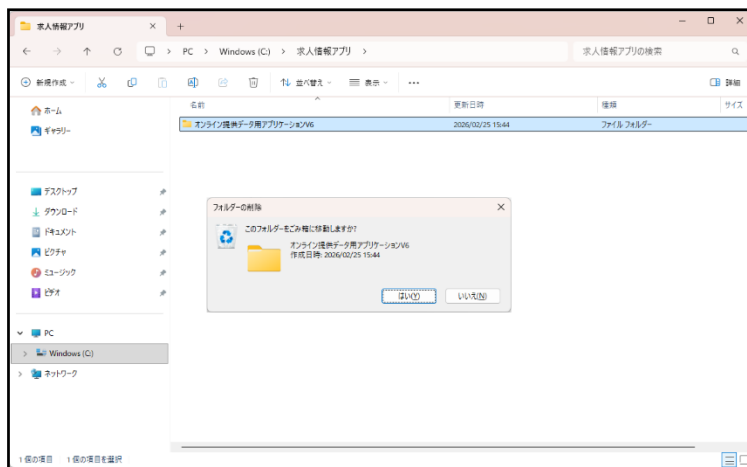 求人情報アプリ
PC > Windows (C:) > 求人情報アプリ >
求人情報アプリの検索
新規作成
並べ替え
表示
詳細
名前
更新日時
種類
サイズ
オンライン提供データ用アプリケーションV6
2026/02/25 15:44
ファイル フォルダー
ホーム
ギャラリー
デスクトップ
ダウンロード
ドキュメント
ピクチャ
ミュージック
ビデオ
PC
Windows (C:)
ネットワーク
フォルダーの削除
このフォルダーをごみ箱に移動しますか?
オンライン提供データ用アプリケーションV6
作成日時: 2026/02/25 15:44
はい(Y)
いいえ(N)
1 個の項目
1 個の項目を選択